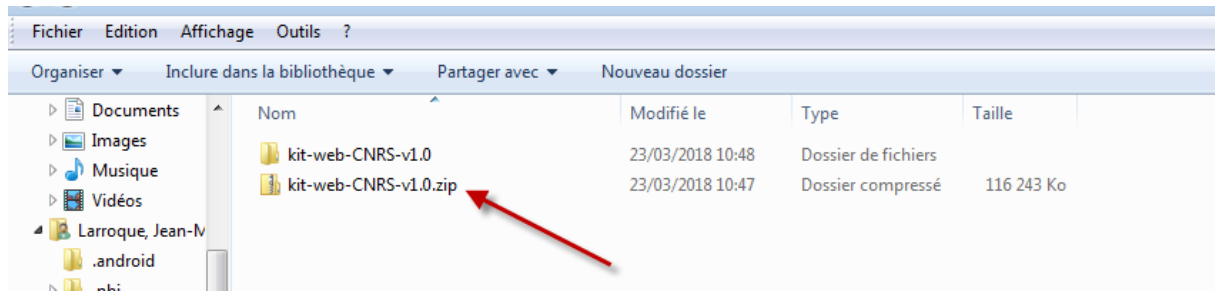 Fichier Edition Affichage Outils ?
Organiser Inclure dans la bibliothèque Partager avec Nouveau dossier
Documents
Images
Musique
Vidéos
Larroque, Jean-M
.android
Nom Modifié le Type Taille
kit-web-CNRS-v1.0 23/03/2018 10:48 Dossier de fichiers
kit-web-CNRS-v1.0.zip 23/03/2018 10:47 Dossier compressé 116 243 Ko